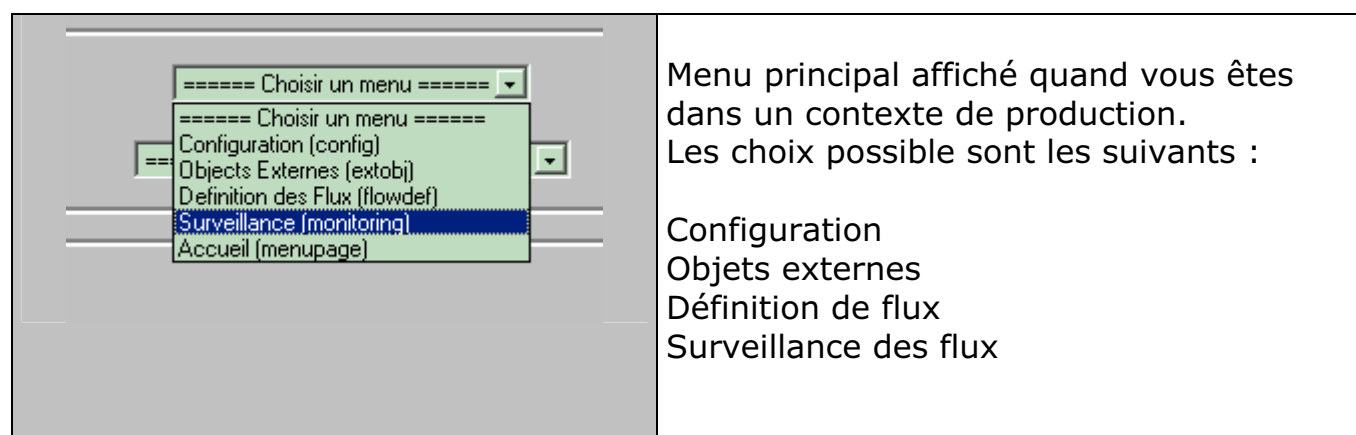 ====== Choisir un menu ======
====== Choisir un menu ======
Configuration (config)
==
Objects Externes (extobj)
Definition des Flux (flowdef)
Surveillance (monitoring)
Accueil (menupage)
Menu principal affiché quand vous êtes
dans un contexte de production.
Les choix possible sont les suivants :
Configuration
Objets externes
Définition de flux
Surveillance des flux